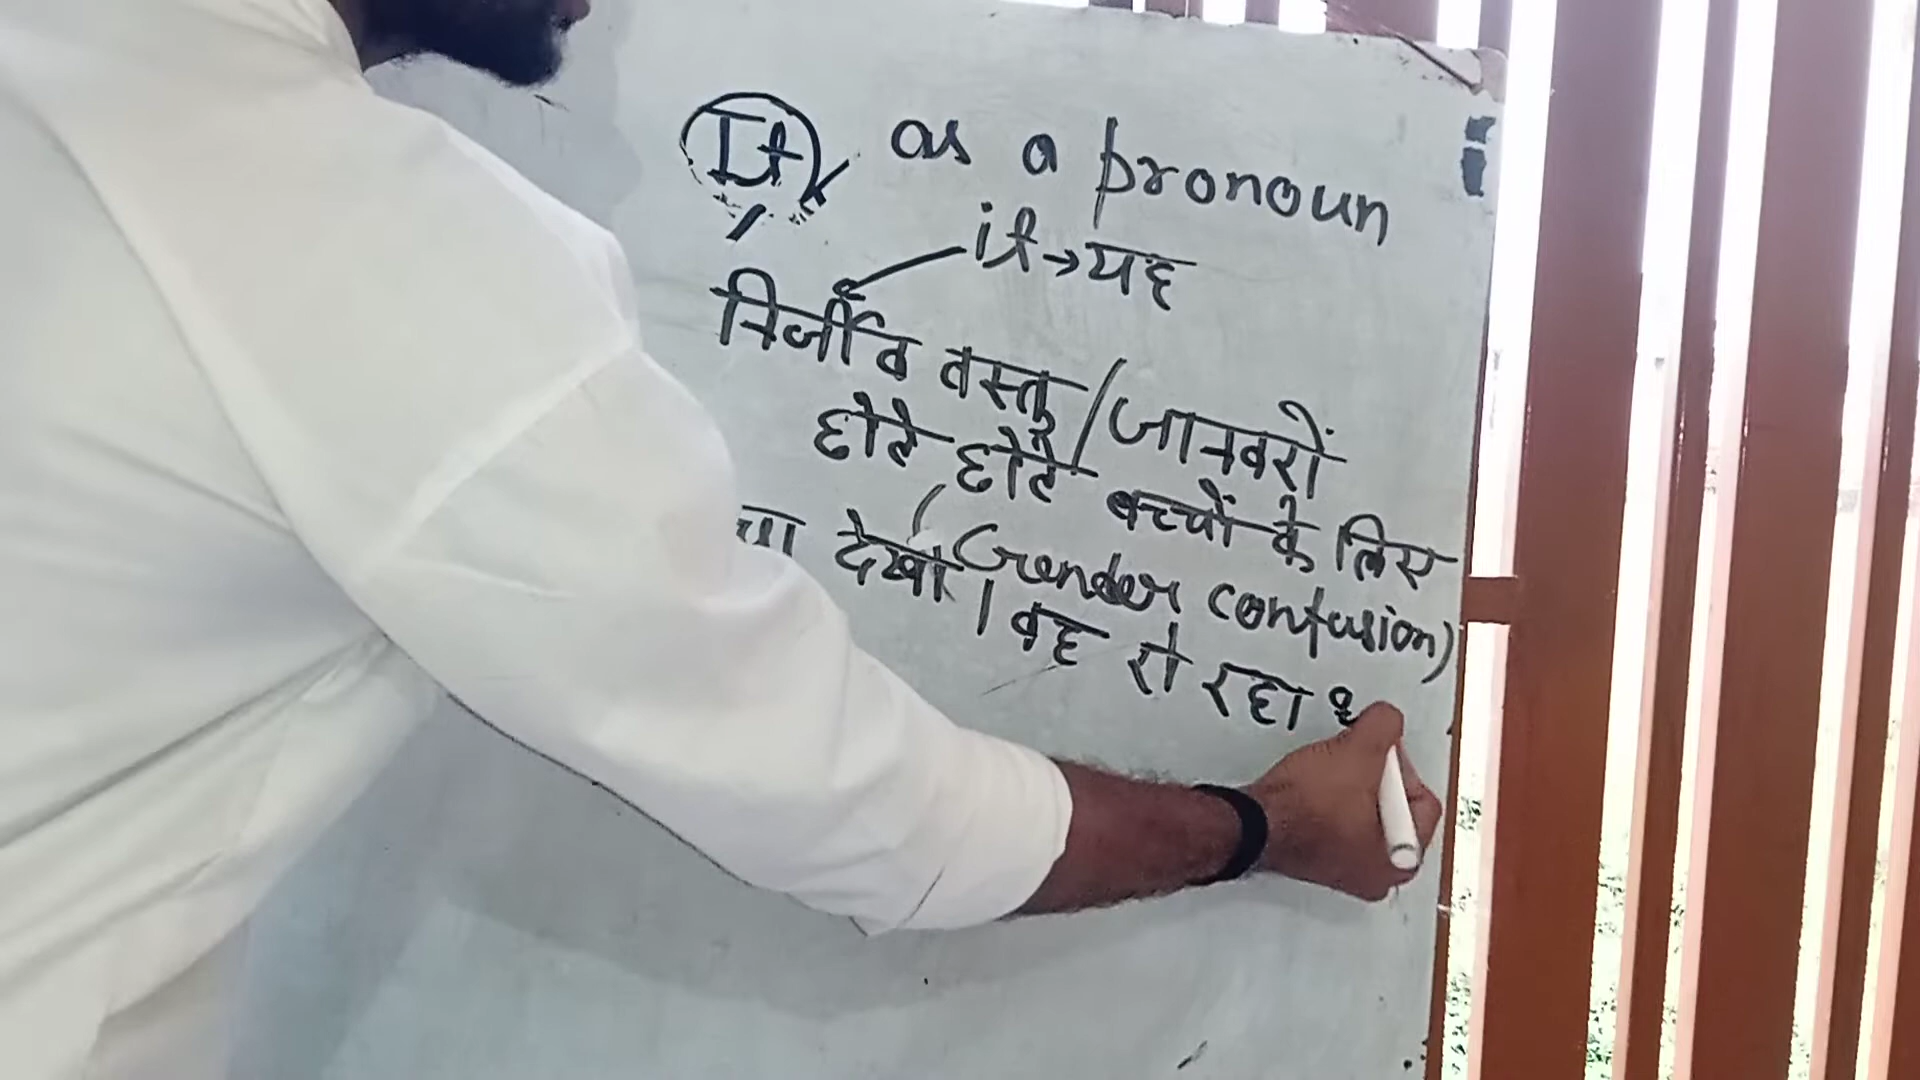 It as a pronoun
it → यह
निर्जीव वस्तु / जानवरों
छोटे छोटे बच्चों के लिए
(Gender confusion)
देखा । वह रो रहा